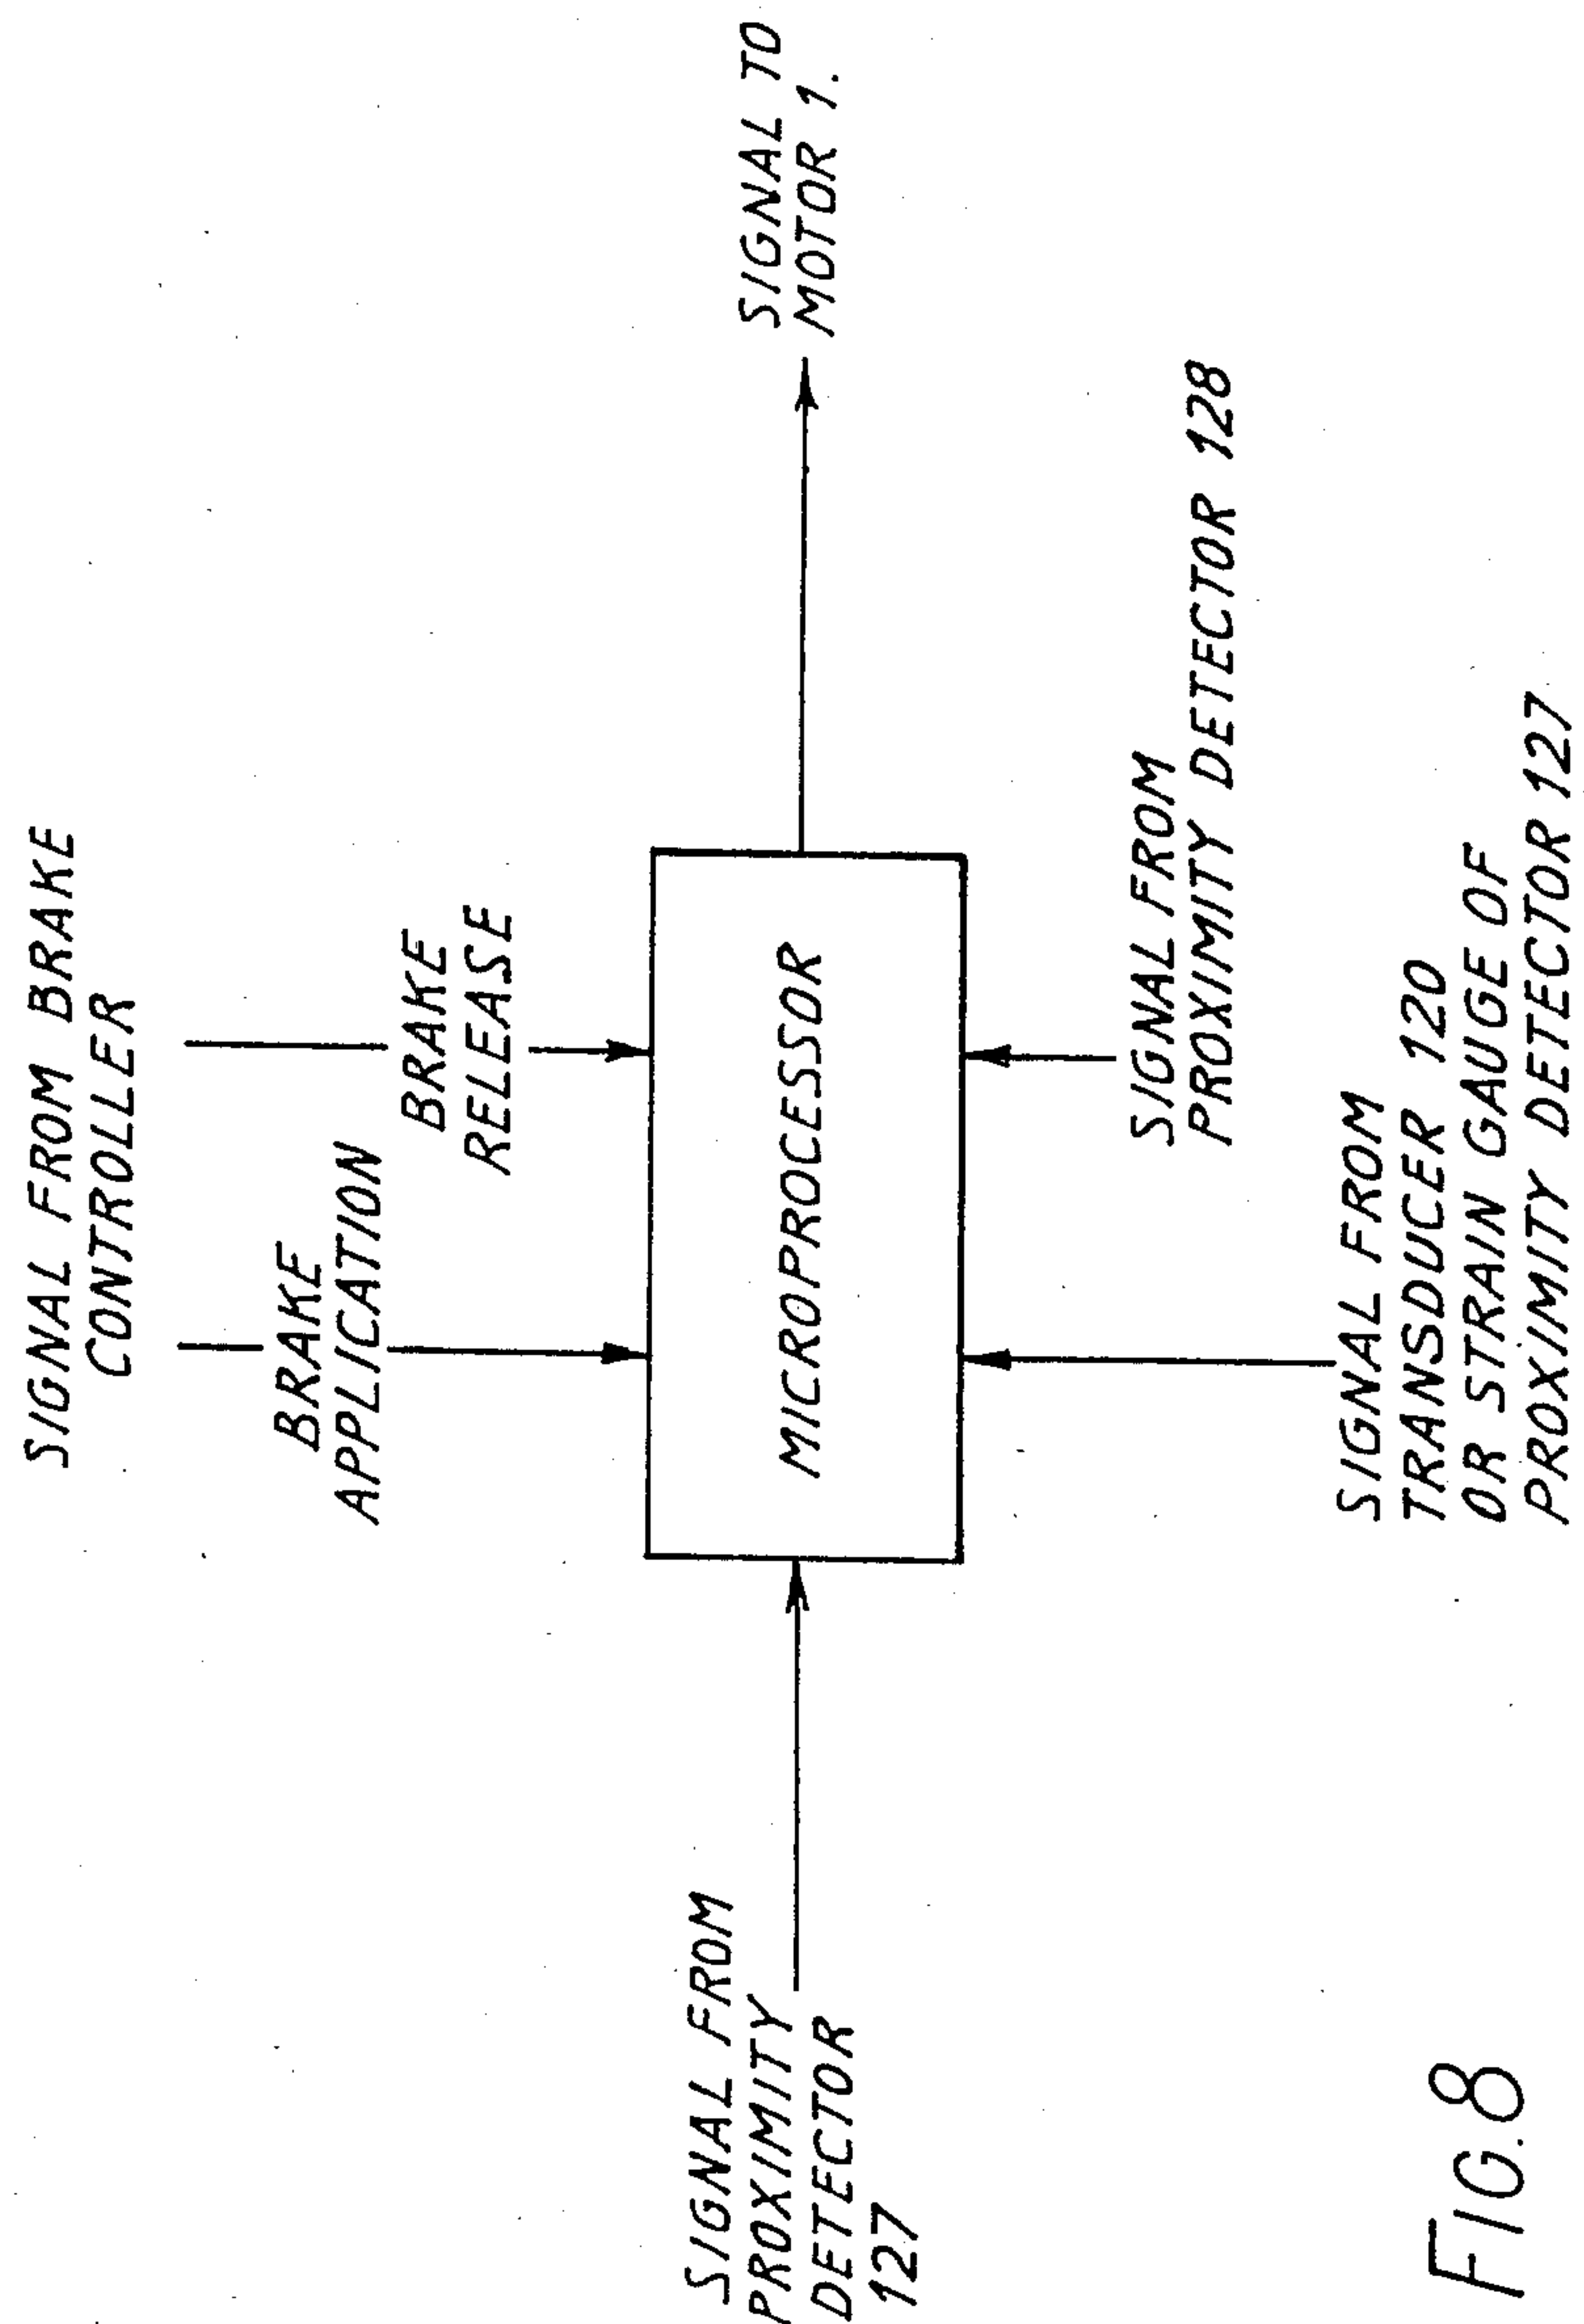 SIGNAL FROM BRAKE
CONTROLLER
BRAKE
APPLICATION
BRAKE
RELEASE
SIGNAL FROM
PROXIMITY
DETECTOR
127
MICROPROCESSOR
SIGNAL TO
MOTOR 1.
SIGNAL FROM
PROXIMITY DETECTOR 128
SIGNAL FROM
TRANSDUCER 120
OR STRAIN GAUGE OF
PROXIMITY DETECTOR 127
FIG.8